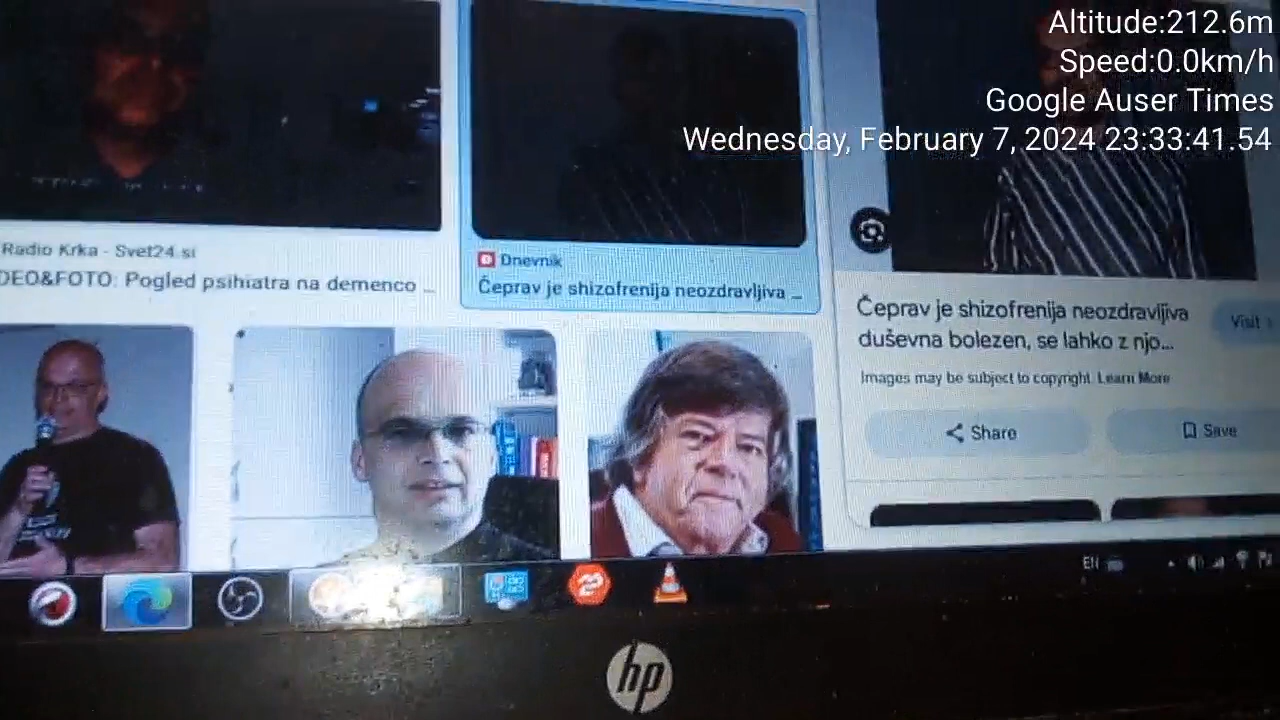 Altitude:212.6m
Speed:0.0km/h
Google Auser Times
Wednesday, February 7, 2024 23:33:41.54
Radio Krka - Svet24.si
DEO&FOTO: Pogled psihiatra na demenco ...
Dnevnik
Čeprav je shizofrenija neozdravljiva ...
Čeprav je shizofrenija neozdravljiva
duševna bolezen, se lahko z njo...
Visit
Images may be subject to copyright. Learn More
Share
Save
EN
hp